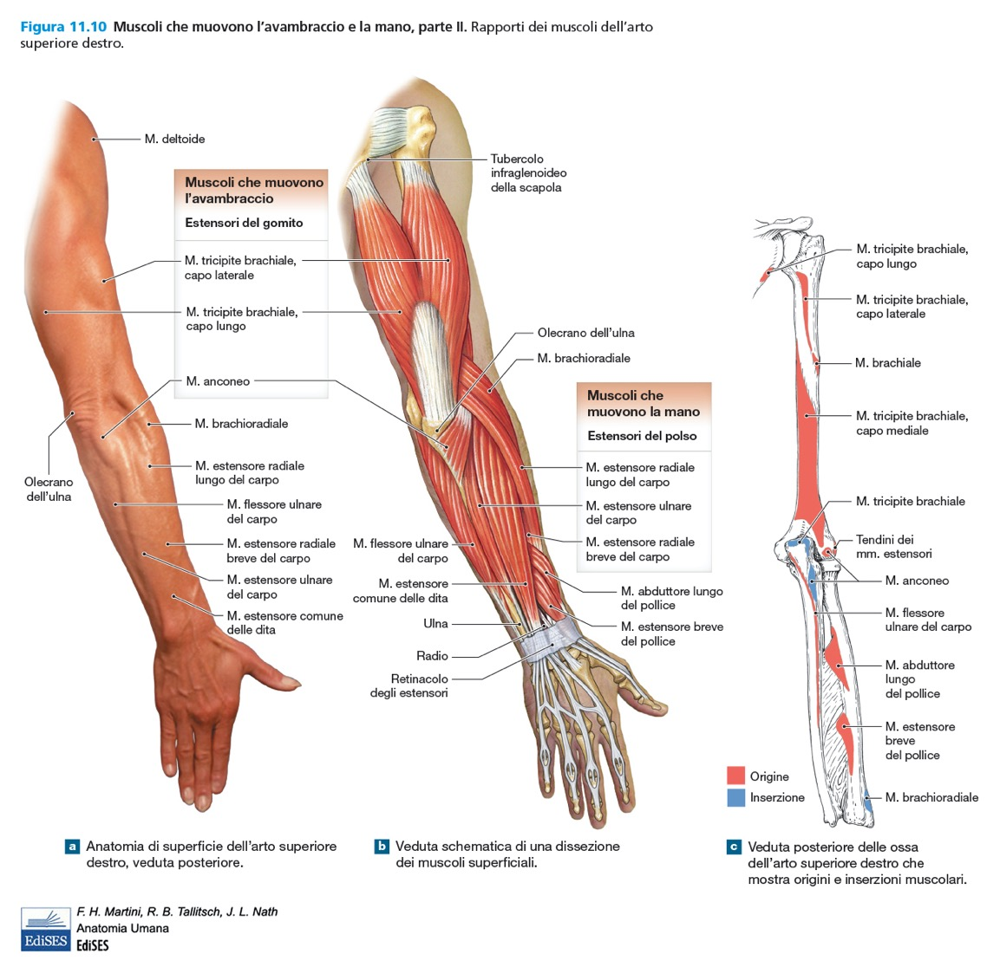 Figura 11.10 Muscoli che muovono l'avambraccio e la mano, parte II. Rapporti dei muscoli dell'arto
superiore destro.
M. deltoide
Muscoli che muovono
l'avambraccio
Estensori del gomito
M. tricipite brachiale,
capo laterale
M. tricipite brachiale,
capo lungo
M. anconeo
M. brachioradiale
M. estensore radiale
lungo del carpo
Olecrano
dell'ulna
M. flessore ulnare
del carpo
M. estensore radiale
breve del carpo
M. estensore ulnare
del carpo
M. estensore comune
delle dita
Tubercolo
infraglenoideo
della scapola
Olecrano dell'ulna
M. brachioradiale
Muscoli che
muovono la mano
Estensori del polso
M. estensore radiale
lungo del carpo
M. estensore ulnare
del carpo
M. estensore radiale
breve del carpo
M. flessore ulnare
del carpo
M. estensore
comune delle dita
Ulna
Radio
Retinacolo
degli estensori
M. abduttore lungo
del pollice
M. estensore breve
del pollice
M. tricipite brachiale,
capo lungo
M. tricipite brachiale,
capo laterale
M. brachiale
M. tricipite brachiale,
capo mediale
M. tricipite brachiale
Tendini dei
mm. estensori
M. anconeo
M. flessore
ulnare del carpo
M. abduttore
lungo
del pollice
M. estensore
breve
del pollice
M. brachioradiale
Origine
Inserzione
a Anatomia di superficie dell'arto superiore
destro, veduta posteriore.
b Veduta schematica di una dissezione
dei muscoli superficiali.
c Veduta posteriore delle ossa
dell'arto superiore destro che
mostra origini e inserzioni muscolari.
EdiSES
F. H. Martini, R. B. Tallitsch, J. L. Nath
Anatomia Umana
EdiSES